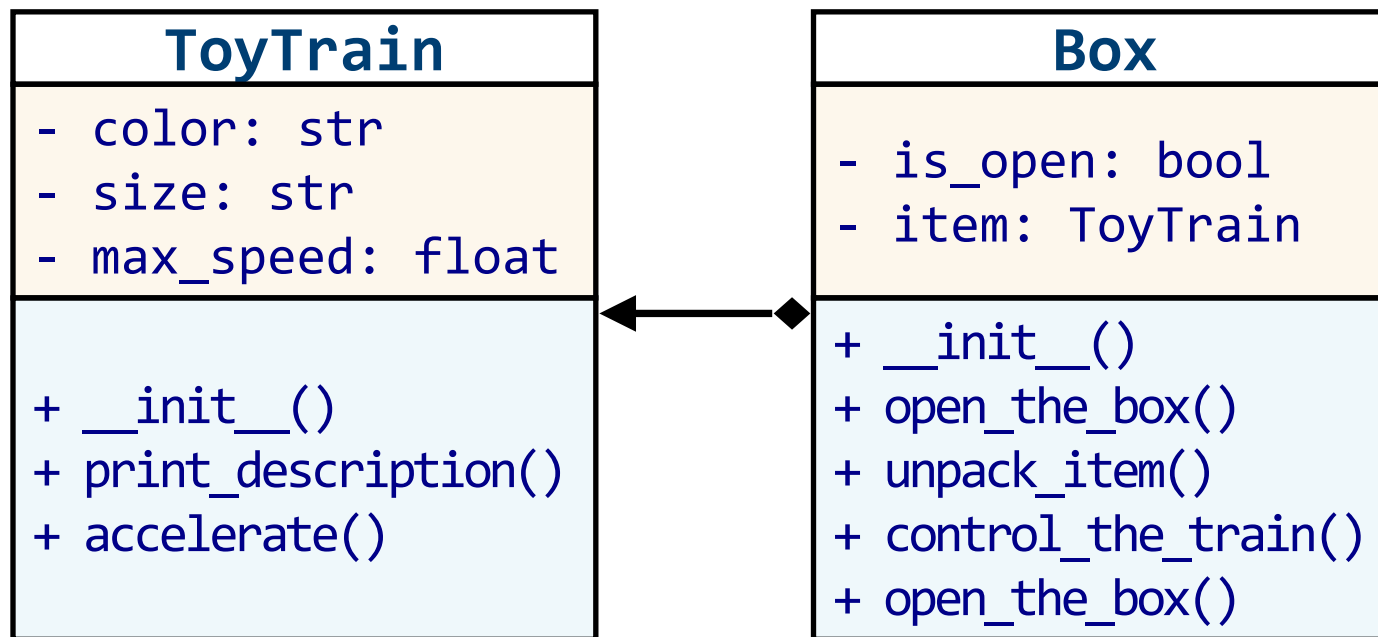 ToyTrain
- color: str
- size: str
- max_speed: float
+ __init__()
+ print_description()
+ accelerate()
Box
- is_open: bool
- item: ToyTrain
+ __init__()
+ open_the_box()
+ unpack_item()
+ control_the_train()
+ open_the_box()